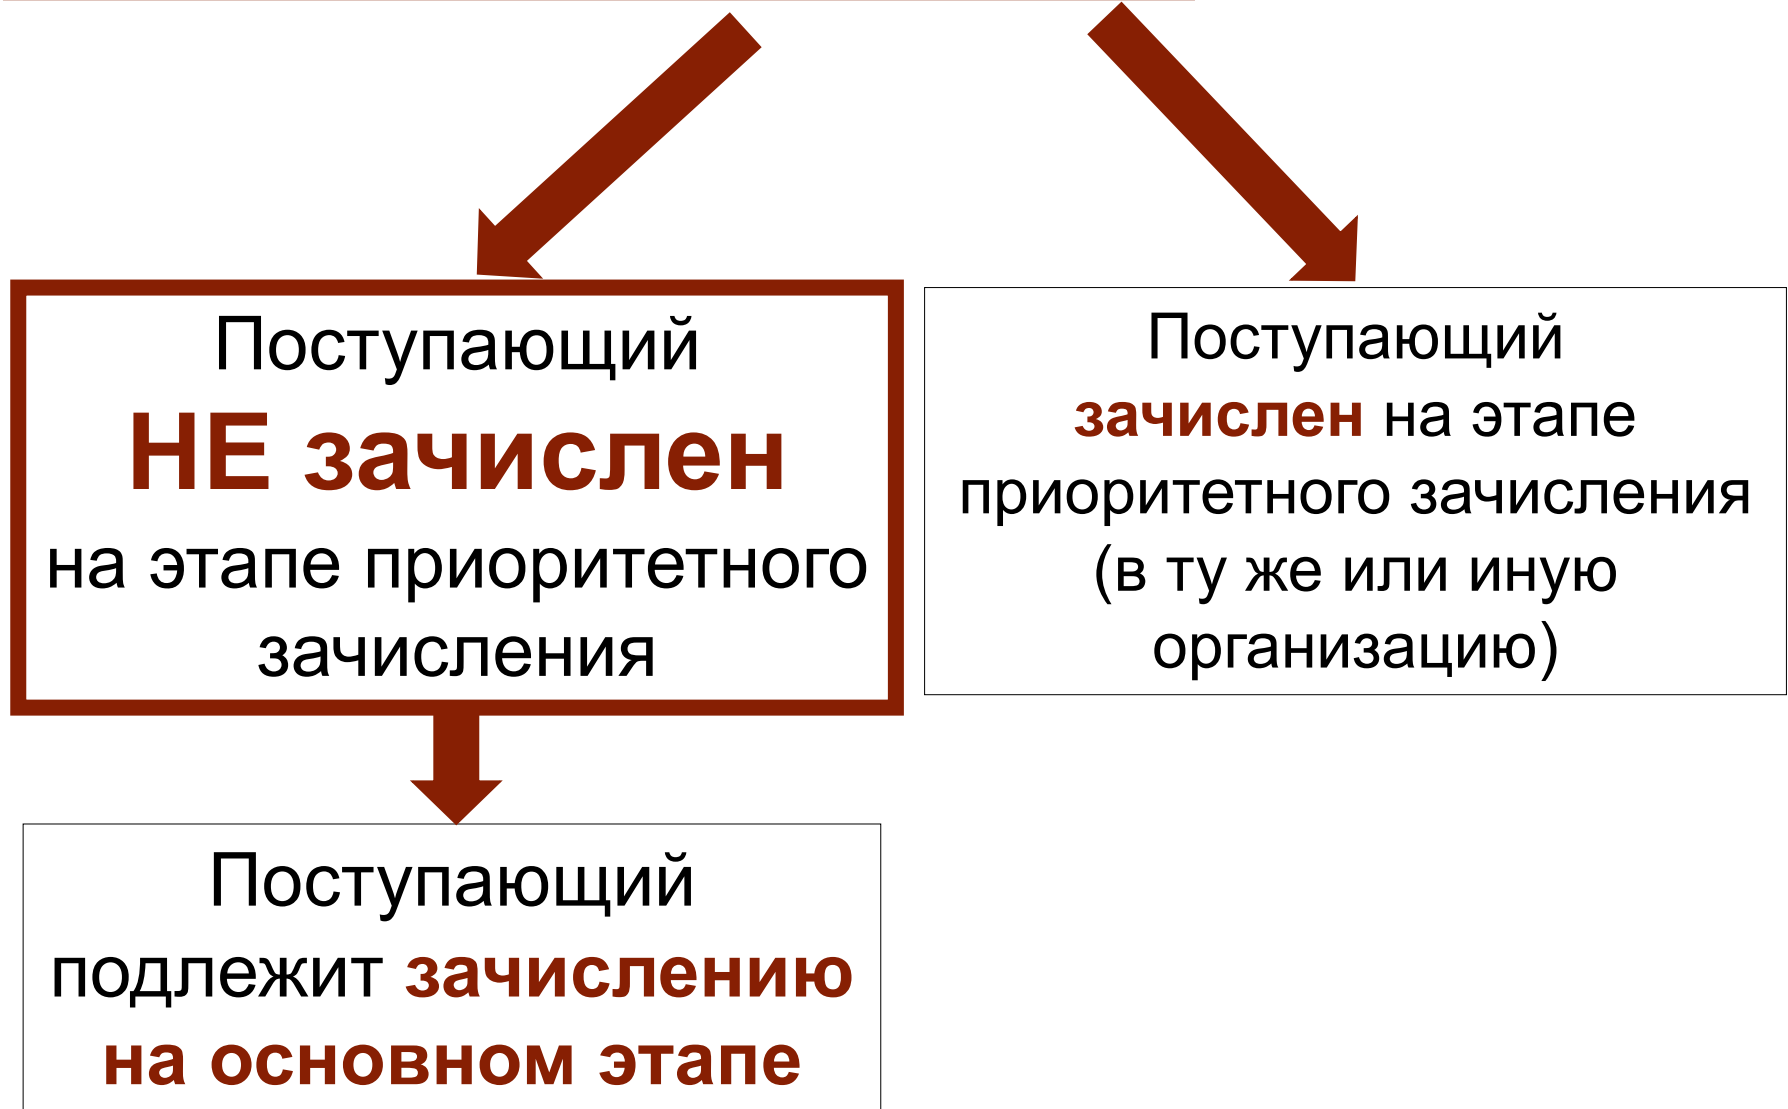 Поступающий
НЕ зачислен
на этапе приоритетного
зачисления
Поступающий
зачислен на этапе
приоритетного зачисления
(в ту же или иную
организацию)
Поступающий
подлежит зачислению
на основном этапе